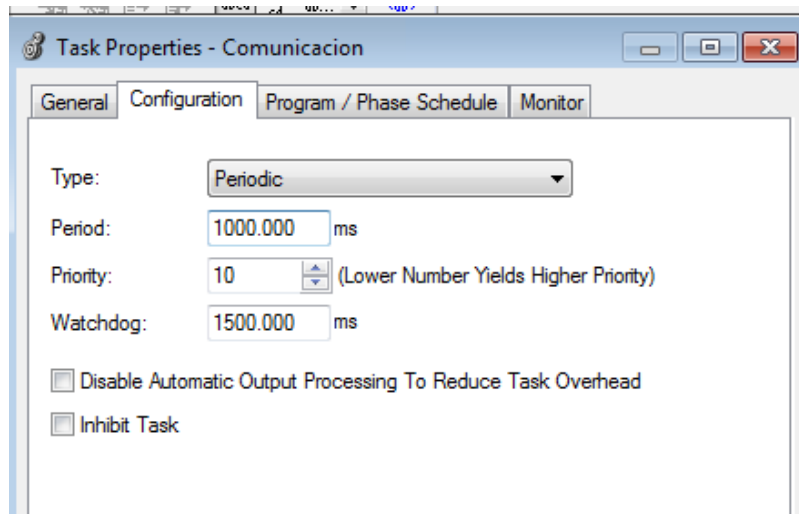 Task Properties - Comunicacion
General Configuration Program / Phase Schedule Monitor
Type: Periodic
Period: 1000.000 ms
Priority: 10 (Lower Number Yields Higher Priority)
Watchdog: 1500.000 ms
Disable Automatic Output Processing To Reduce Task Overhead
Inhibit Task